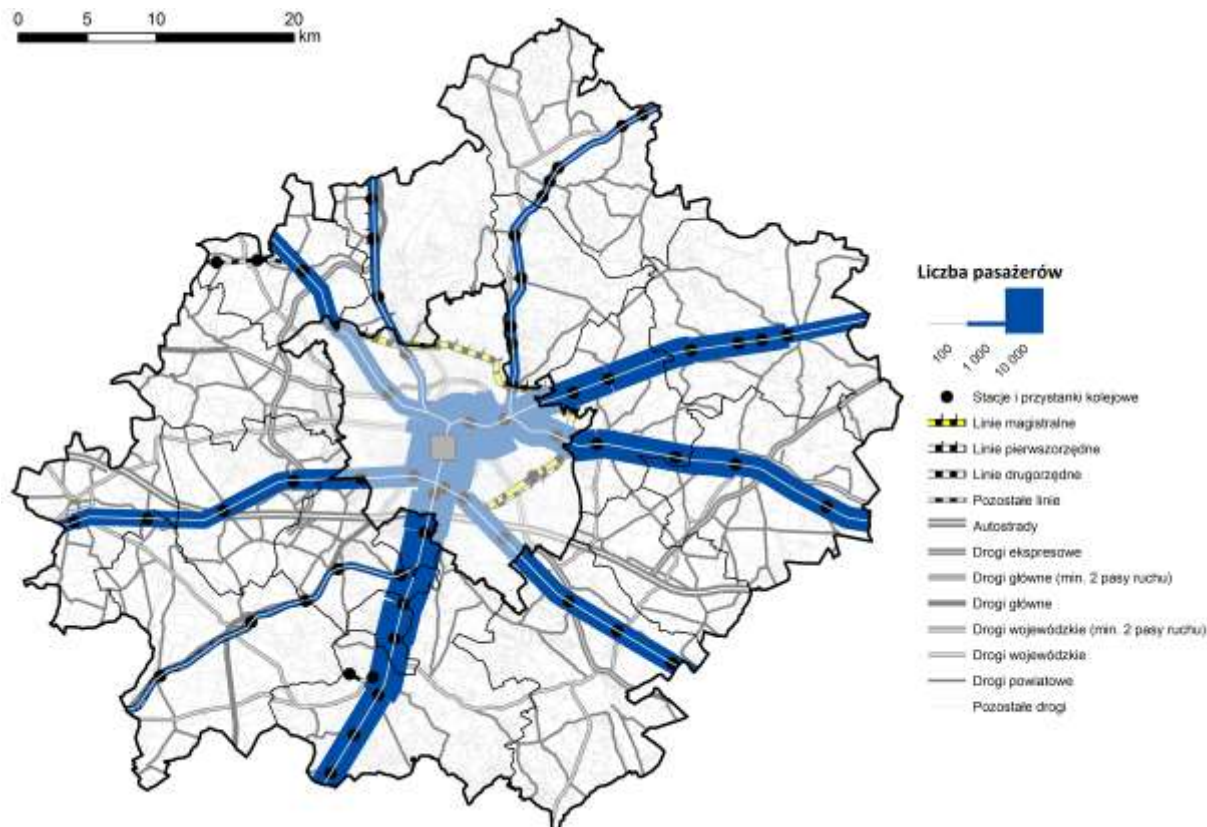 0 5 10 20
km
Liczba pasażerów
100 1 000 10 000
Stacje i przystanki kolejowe
Linie magistralne
Linie pierwszorzędne
Linie drugorzędne
Pozostałe linie
Autostrady
Drogi ekspresowe
Drogi główne (min. 2 pasy ruchu)
Drogi główne
Drogi wojewódzkie (min. 2 pasy ruchu)
Drogi wojewódzkie
Drogi powiatowe
Pozostałe drogi